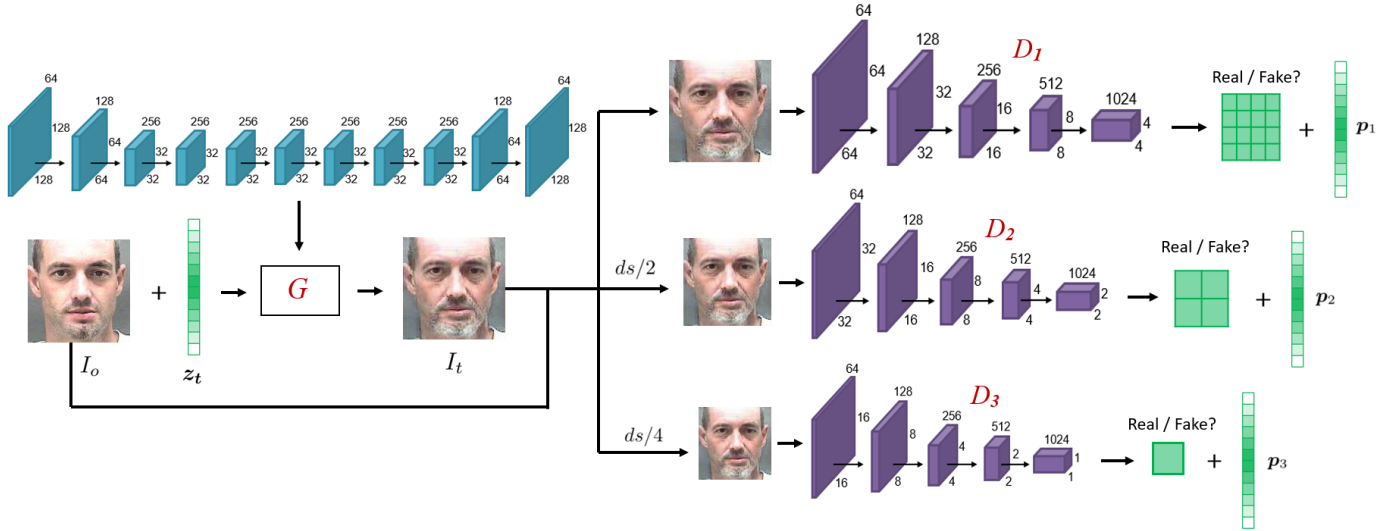 64 128 256 256 256 256 256 256 128 64
128 64 32 32 32 32 32 32 64 128
128 64 32 32 32 32 32 32 64 128
I_o + z_t G I_t
ds/2
ds/4
D_1
64 128 256 512 1024
64 32 16 8 4
64 32 16 8 4
Real / Fake?
+ p_1
D_2
64 128 256 512 1024
32 16 8 4 2
32 16 8 4 2
Real / Fake?
+ p_2
D_3
64 128 256 512 1024
16 8 4 2 1
16 8 4 2 1
Real / Fake?
+ p_3